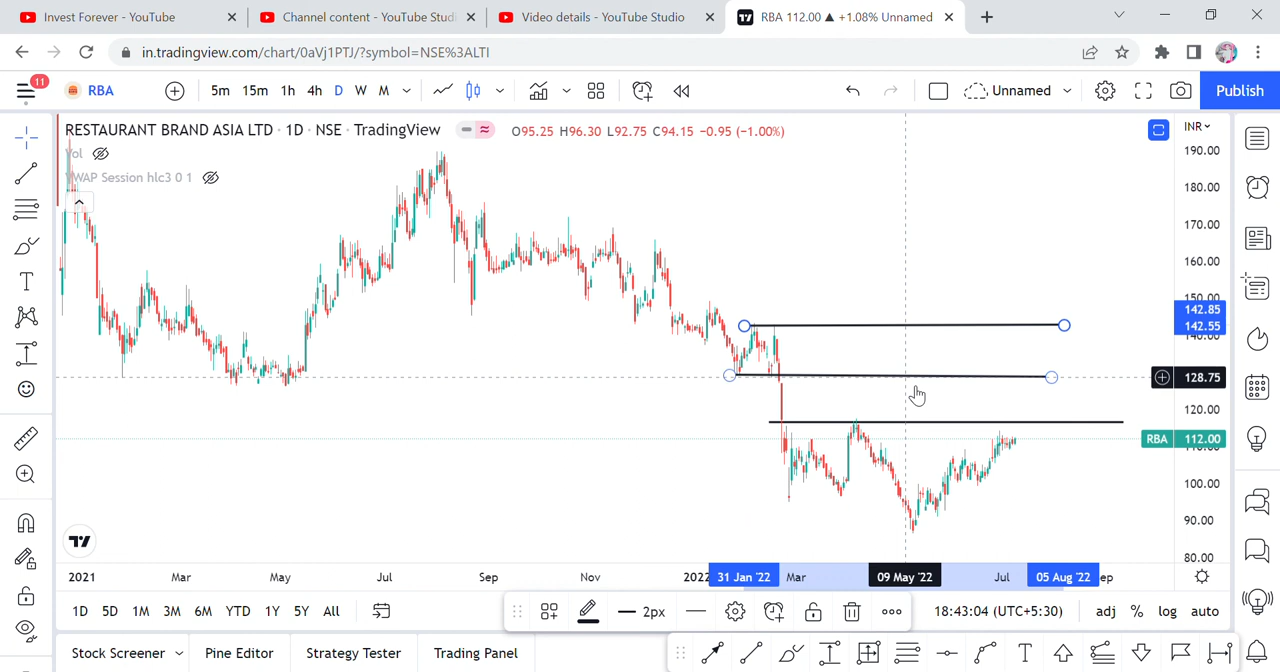 Invest Forever - YouTube
Channel content - YouTube Studi
Video details - YouTube Studio
RBA 112.00 ▲ +1.08% Unnamed
in.tradingview.com/chart/0aVj1PTJ/?symbol=NSE%3ALTI
11
RBA
5m 15m 1h 4h D W M
Unnamed
Publish
RESTAURANT BRAND ASIA LTD · 1D · NSE · TradingView
O95.25 H96.30 L92.75 C94.15 −0.95 (−1.00%)
INR
Vol
VWAP Session hlc3 0 1
190.00
180.00
170.00
160.00
150.00
142.85
142.55
140.00
128.75
120.00
RBA 112.00
110.00
100.00
90.00
80.00
2021 Mar May Jul Sep Nov 2022 31 Jan '22 Mar 09 May '22 Jul 05 Aug '22 ep
1D 5D 1M 3M 6M YTD 1Y 5Y All
2px
18:43:04 (UTC+5:30) adj % log auto
Stock Screener Pine Editor Strategy Tester Trading Panel